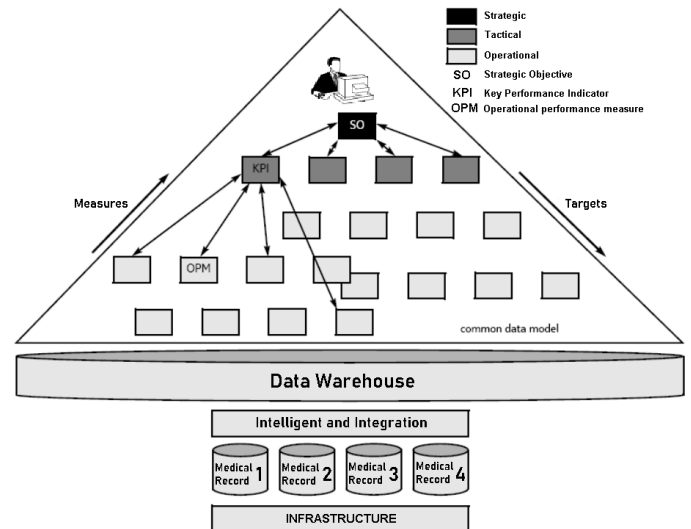 Strategic
Tactical
Operational
SO Strategic Objective
KPI Key Performance Indicator
OPM Operational performance measure
SO
KPI
Measures
Targets
OPM
common data model
Data Warehouse
Intelligent and Integration
Medical Record 1
Medical Record 2
Medical Record 3
Medical Record 4
INFRASTRUCTURE